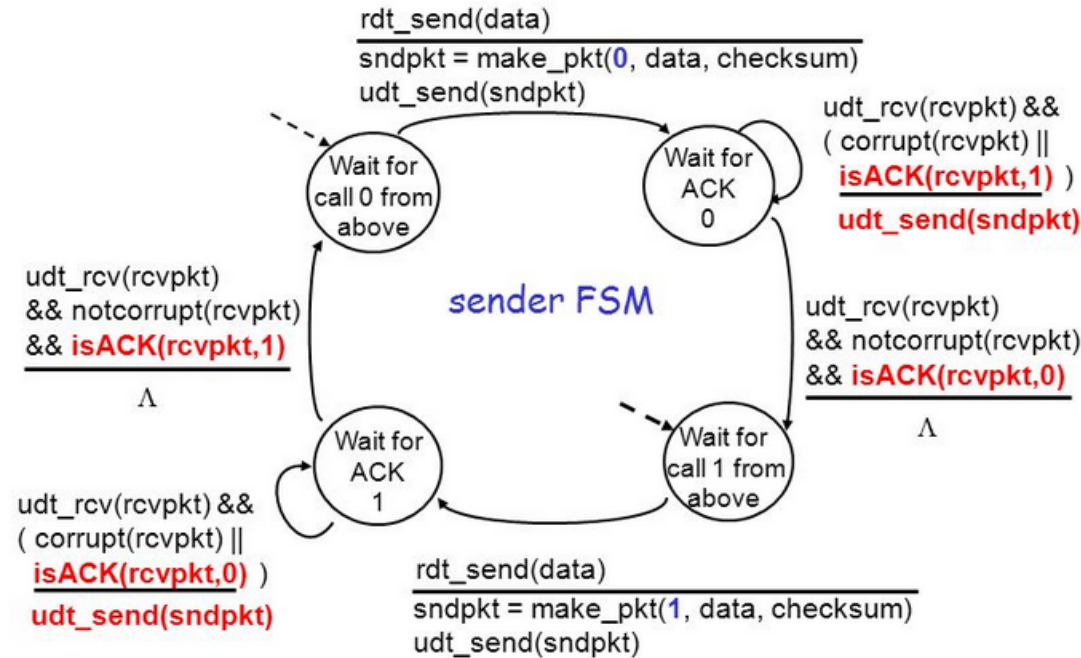 rdt_send(data)
sndpkt = make_pkt(0, data, checksum)
udt_send(sndpkt)
Wait for
call 0 from
above
Wait for
ACK
0
udt_rcv(rcvpkt) &&
( corrupt(rcvpkt) ||
isACK(rcvpkt,1) )
udt_send(sndpkt)
udt_rcv(rcvpkt)
&& notcorrupt(rcvpkt)
&& isACK(rcvpkt,1)
Λ
sender FSM
udt_rcv(rcvpkt)
&& notcorrupt(rcvpkt)
&& isACK(rcvpkt,0)
Λ
Wait for
ACK
1
Wait for
call 1 from
above
udt_rcv(rcvpkt) &&
( corrupt(rcvpkt) ||
isACK(rcvpkt,0) )
udt_send(sndpkt)
rdt_send(data)
sndpkt = make_pkt(1, data, checksum)
udt_send(sndpkt)